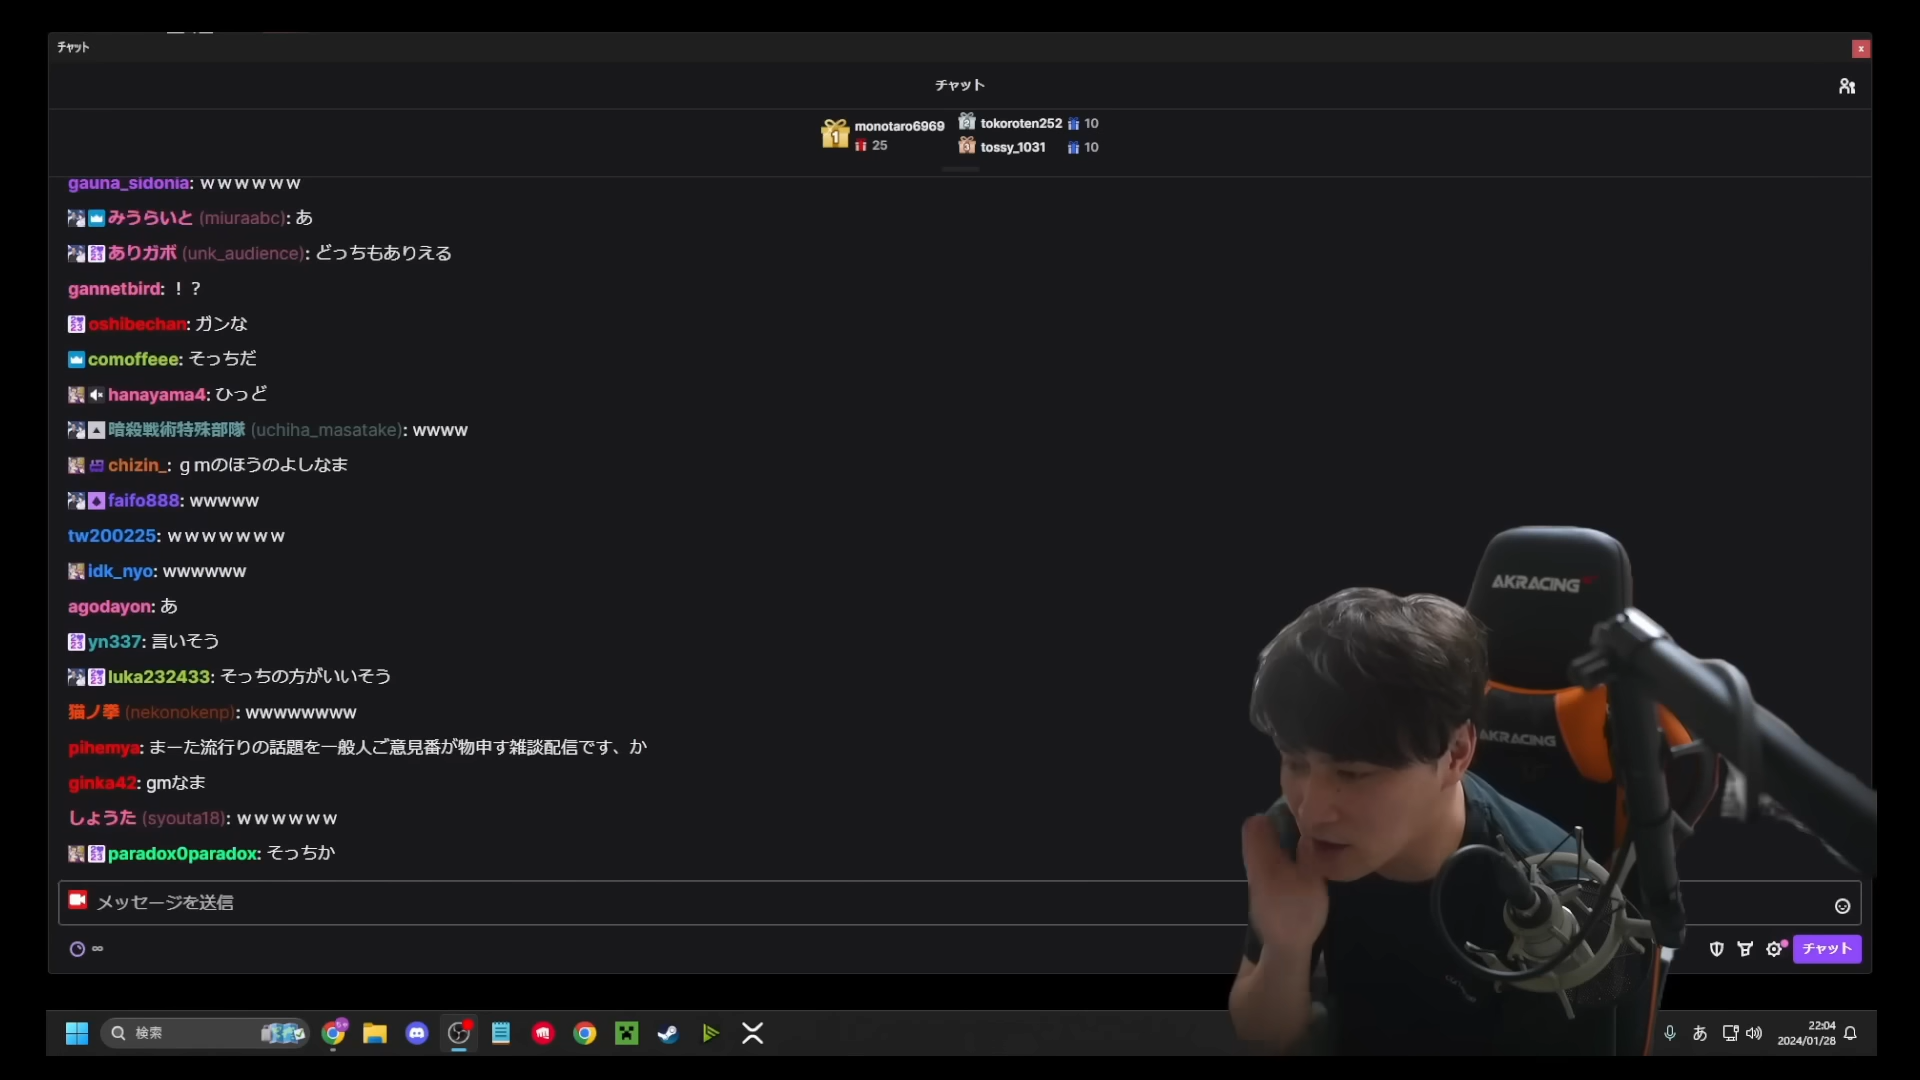 チャット
チャット
monotaro6969
25
tokoroten252 10
tossy_1031 10
gauna_sidonia: ｗｗｗｗｗｗ
みうらいと (miuraabc): あ
ありガボ (unk_audience): どっちもありえる
gannetbird: ！？
oshibechan: ガンな
comoffeee: そっちだ
hanayama4: ひっど
暗殺戦術特殊部隊 (uchiha_masatake): wwww
chizin_: ｇｍのほうのよしなま
faifo888: wwwww
tw200225: ｗｗｗｗｗｗｗ
idk_nyo: wwwwww
agodayon: あ
yn337: 言いそう
luka232433: そっちの方がいいそう
猫ノ拳 (nekonokenp): wwwwwwww
pihemya: まーた流行りの話題を一般人ご意見番が物申す雑談配信です、か
ginka42: gmなま
しょうた (syouta18): ｗｗｗｗｗｗ
paradox0paradox: そっちか
メッセージを送信
∞
チャット
AKRACING
AKRACING
検索
あ
22:04
2024/01/28